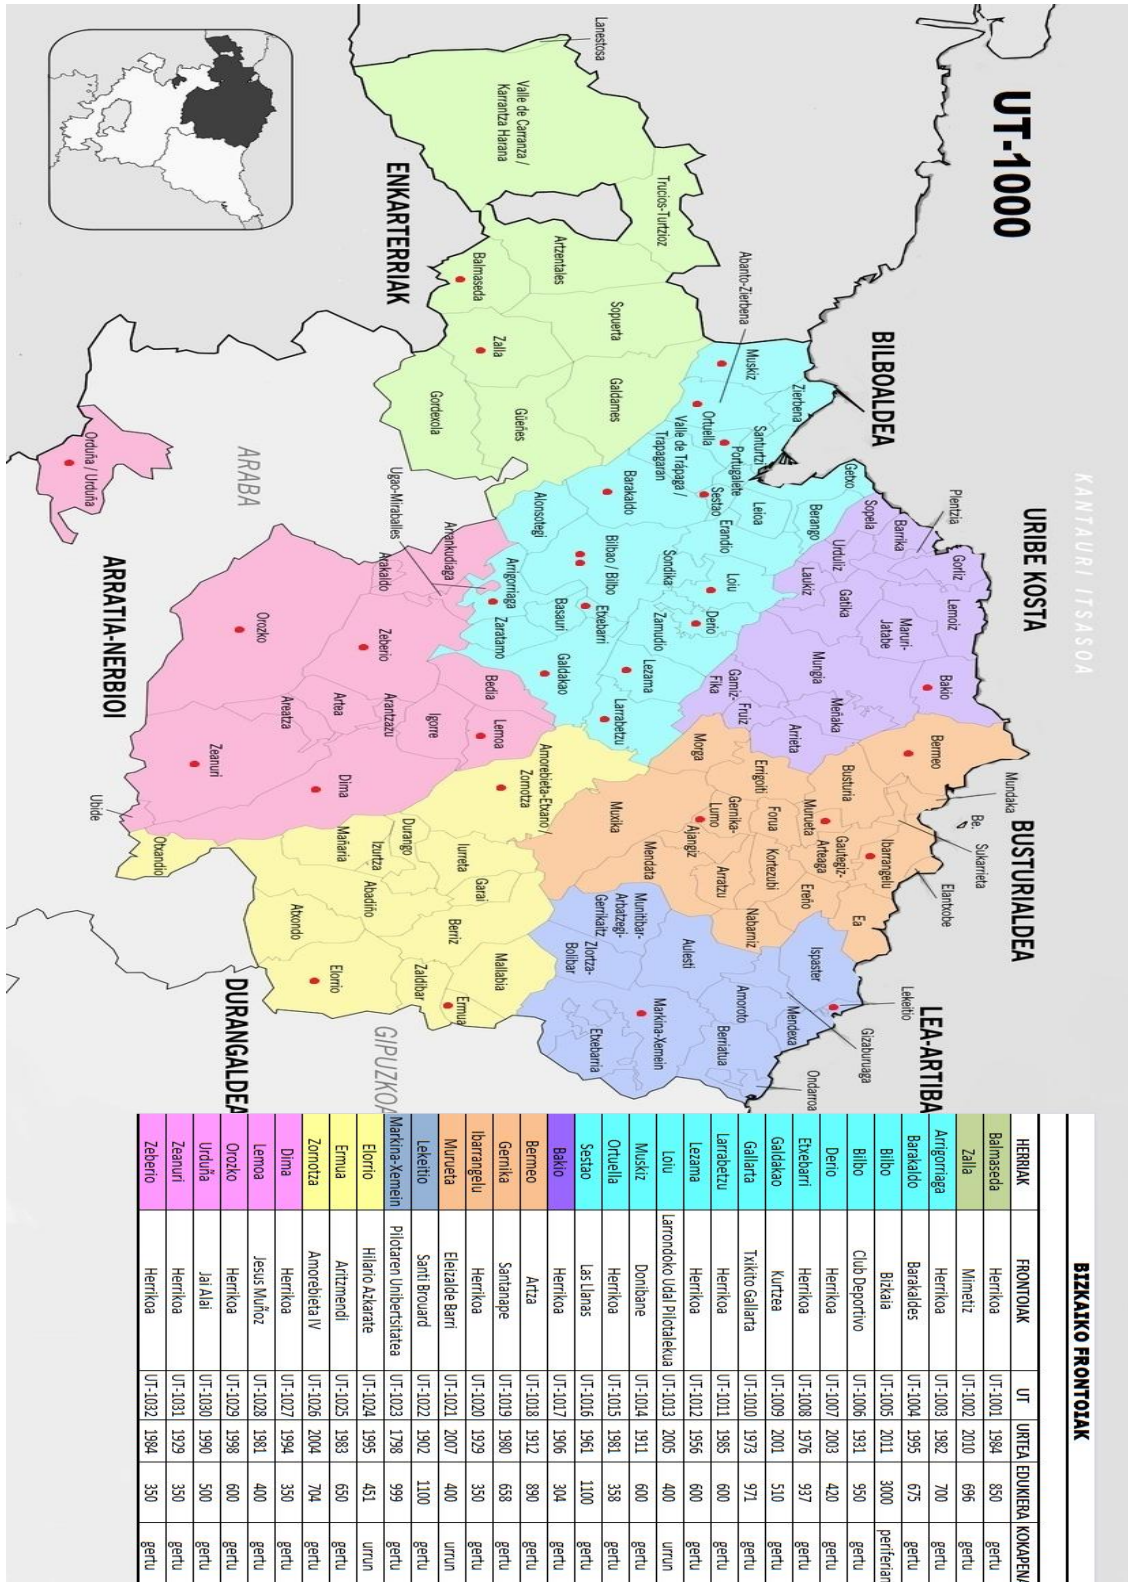 UT-1000
KANTAURI ITSASOA
BILBOALDEA
URIBE KOSTA
BUSTURIALDEA
LEA-ARTIBA
ENKARTERRIAK
ARRATIA-NERBIOI
DURANGALDEA
ARABA
GIPUZKOA
Lanestosa
Valle de Carranza /
Karrantza Harana
Trucios-Turtzioz
Artzentales
Balmaseda
Sopuerta
Zalla
Galdames
Güeñes
Gordexola
Abanto-Zierbena
Muskiz
Zierbena
Ortuella
Santurtzi
Portugalete
Valle de Trápaga /
Trapagaran
Sestao
Barakaldo
Alonsotegi
Getxo
Leioa
Berango
Erandio
Bilbao / Bilbo
Sondika
Loiu
Derio
Zamudio
Etxebarri
Basauri
Arrigorriaga
Zaratamo
Galdakao
Lezama
Larrabetzu
Ugao-Miraballes
Arrankudiaga
Arakaldo
Orduña / Urduña
Orozko
Zeberio
Bedia
Lemoa
Igorre
Arantzazu
Artea
Areatza
Dima
Zeanuri
Ubide
Plentzia
Sopela
Barrika
Gorliz
Urduliz
Lemoiz
Gatika
Laukiz
Maruri-
Jatabe
Mungia
Bakio
Meñaka
Gamiz-
Fika
Fruiz
Arrieta
Bermeo
Mundaka
Be.
Sukarrieta
Elantxobe
Busturia
Morga
Errigoiti
Murueta
Forua
Ibarrangelu
Gautegiz-
Arteaga
Gernika-
Lumo
Ajangiz
Kortezubi
Ereño
Ea
Muxika
Mendata
Arratzu
Nabarniz
Ispaster
Lekeitio
Gizaburuaga
Mendexa
Ondarroa
Amoroto
Aulesti
Berriatua
Munitibar-
Arbatzegi-
Gerrikaitz
Ziortza-
Bolibar
Markina-Xemein
Etxebarria
Amorebieta-Etxano /
Zornotza
Durango
Iurreta
Izurtza
Mañaria
Garai
Abadiño
Berriz
Atxondo
Mallabia
Zaldibar
Ermua
Elorrio
Otxandio
BIZKAIKO FRONTOIAK
HERRIAK FRONTOIAK UT URTEA EDUKIERA KOKAPENA
Balmaseda Herrikoa UT-1001 1984 850 gertu
Zalla Mimetiz UT-1002 2010 696 gertu
Arrigorriaga Herrikoa UT-1003 1982 700 gertu
Barakaldo Barakaldes UT-1004 1995 675 gertu
Bilbo Bizkaia UT-1005 2011 3000 periferian
Bilbo Club Deportivo UT-1006 1931 950 gertu
Derio Herrikoa UT-1007 2003 420 gertu
Etxebarri Herrikoa UT-1008 1976 937 gertu
Galdakao Kurtzea UT-1009 2001 510 gertu
Gallarta Txikito Gallarta UT-1010 1973 971 gertu
Larrabetzu Herrikoa UT-1011 1985 600 gertu
Lezama Herrikoa UT-1012 1956 600 gertu
Loiu Larrondoko Udal Pilotalekua UT-1013 2005 400 urrun
Muskiz Donibane UT-1014 1911 600 gertu
Ortuella Herrikoa UT-1015 1981 358 gertu
Sestao Las Llanas UT-1016 1961 1100 gertu
Bakio Herrikoa UT-1017 1906 304 gertu
Bermeo Artza UT-1018 1912 890 gertu
Gernika Santanape UT-1019 1980 658 gertu
Ibarrangelu Herrikoa UT-1020 1929 350 gertu
Murueta Eleizalde Barri UT-1021 2007 400 urrun
Lekeitio Santi Brouard UT-1022 1902 1100 gertu
Markina-Xemein Pilotaren Unibertsitatea UT-1023 1798 999 gertu
Elorrio Hilario Azkarate UT-1024 1995 451 urrun
Ermua Aritzmendi UT-1025 1983 650 gertu
Zornotza Amorebieta IV UT-1026 2004 704 gertu
Dima Herrikoa UT-1027 1994 350 gertu
Lemoa Jesus Muñoz UT-1028 1981 400 gertu
Orozko Herrikoa UT-1029 1998 600 gertu
Urduña Jai Alai UT-1030 1990 500 gertu
Zeanuri Herrikoa UT-1031 1929 350 gertu
Zeberio Herrikoa UT-1032 1984 350 gertu